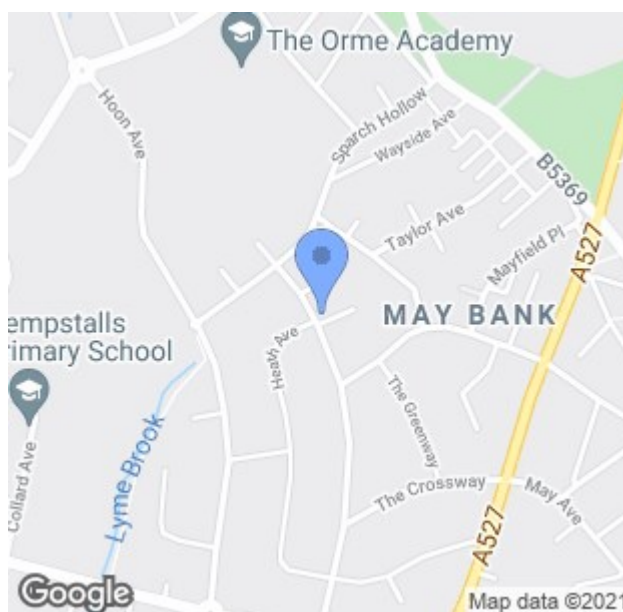 The Orme Academy
Hoon Ave
Sparch Hollow
Wayside Ave
B5369
Taylor Ave
Mayfield Pl
A527
MAY BANK
empstalls
rimary School
Heath Ave
The Greenway
Collard Ave
Lyme Brook
The Crossway
May Ave
A527
Google
Map data ©2021